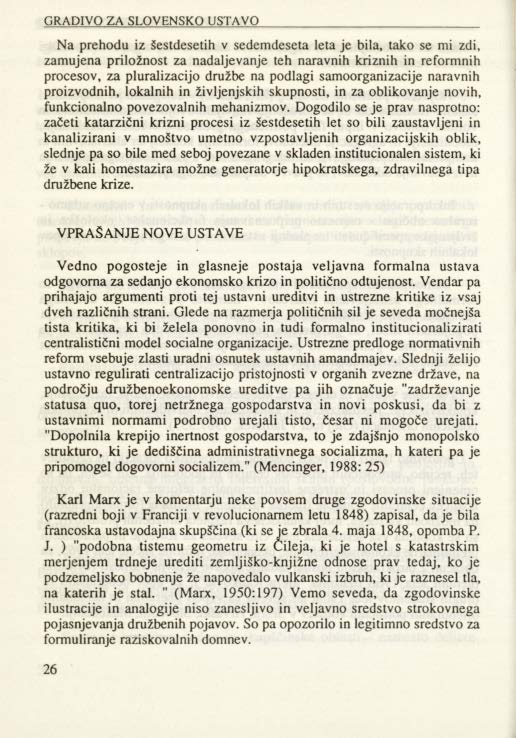 GRADIVO ZA SLOVENSKO USTAVO
Na prehodu iz šestdesetih v sedemdeseta leta je bila, tako se mi zdi,
zamujena priložnost za nadaljevanje teh naravnih kriznih in reformnih
procesov, za pluralizacijo družbe na podlagi samoorganizacije naravnih
proizvodnih, lokalnih in življenjskih skupnosti, in za oblikovanje novih,
funkcionalno povezovalnih mehanizmov. Dogodilo se je prav nasprotno:
začeti katarzični krizni procesi iz šestdesetih let so bili zaustavljeni in
kanalizirani v mnoštvo umetno vzpostavljenih organizacijskih oblik,
slednje pa so bile med seboj povezane v skladen institucionalen sistem, ki
že v kali homestazira možne generatorje hipokratskega, zdravilnega tipa
družbene krize.
VPRAŠANJE NOVE USTAVE
Vedno pogosteje in glasneje postaja veljavna formalna ustava
odgovorna za sedanjo ekonomsko krizo in politično odtujenost. Vendar pa
prihajajo argumenti proti tej ustavni ureditvi in ustrezne kritike iz vsaj
dveh različnih strani. Glede na razmerja političnih sil je seveda močnejša
tista kritika, ki bi želela ponovno in tudi formalno institucionalizirati
centralistični model socialne organizacije. Ustrezne predloge normativnih
reform vsebuje zlasti uradni osnutek ustavnih amandmajev. Slednji želijo
ustavno regulirati centralizacijo pristojnosti v organih zvezne države, na
področju družbenoekonomske ureditve pa jih označuje "zadrževanje
statusa quo, torej netržnega gospodarstva in novi poskusi, da bi z
ustavnimi normami podrobno urejali tisto, česar ni mogoče urejati.
"Dopolnila krepijo inertnost gospodarstva, to je zdajšnjo monopolsko
strukturo, ki je dediščina administrativnega socializma, h kateri pa je
pripomogel dogovorni socializem." (Mencinger, 1988: 25)
Karl Marx je v komentarju neke povsem druge zgodovinske situacije
(razredni boji v Franciji v revolucionarnem letu 1848) zapisal, da je bila
francoska ustavodajna skupščina (ki se je zbrala 4. maja 1848, opomba P.
J. ) "podobna tistemu geometru iz Čileja, ki je hotel s katastrskim
merjenjem trdneje urediti zemljiško-knjižne odnose prav tedaj, ko je
podzemeljsko bobnenje že napovedalo vulkanski izbruh, ki je raznesel tla,
na katerih je stal. " (Marx, 1950:197) Vemo seveda, da zgodovinske
ilustracije in analogije niso zanesljivo in veljavno sredstvo strokovnega
pojasnjevanja družbenih pojavov. So pa opozorilo in legitimno sredstvo za
formuliranje raziskovalnih domnev.
26